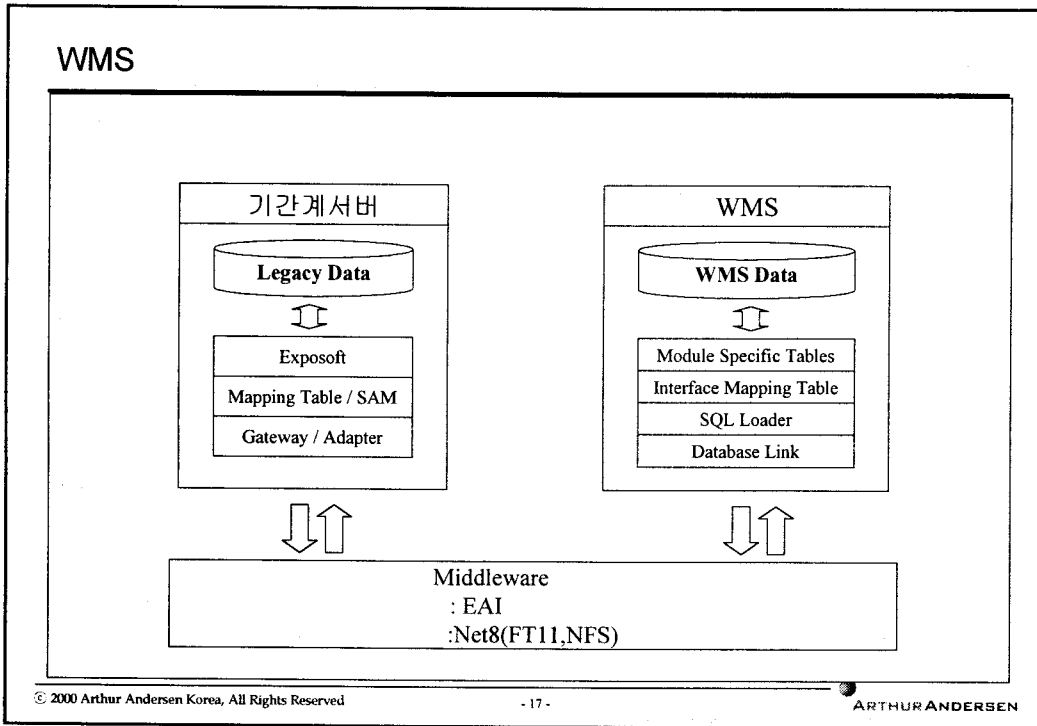 WMS
기간계서버
Legacy Data
Exposoft
Mapping Table / SAM
Gateway / Adapter
WMS
WMS Data
Module Specific Tables
Interface Mapping Table
SQL Loader
Database Link
Middleware
: EAI
:Net8(FT11,NFS)
© 2000 Arthur Andersen Korea, All Rights Reserved
- 17 -
ARTHUR ANDERSEN